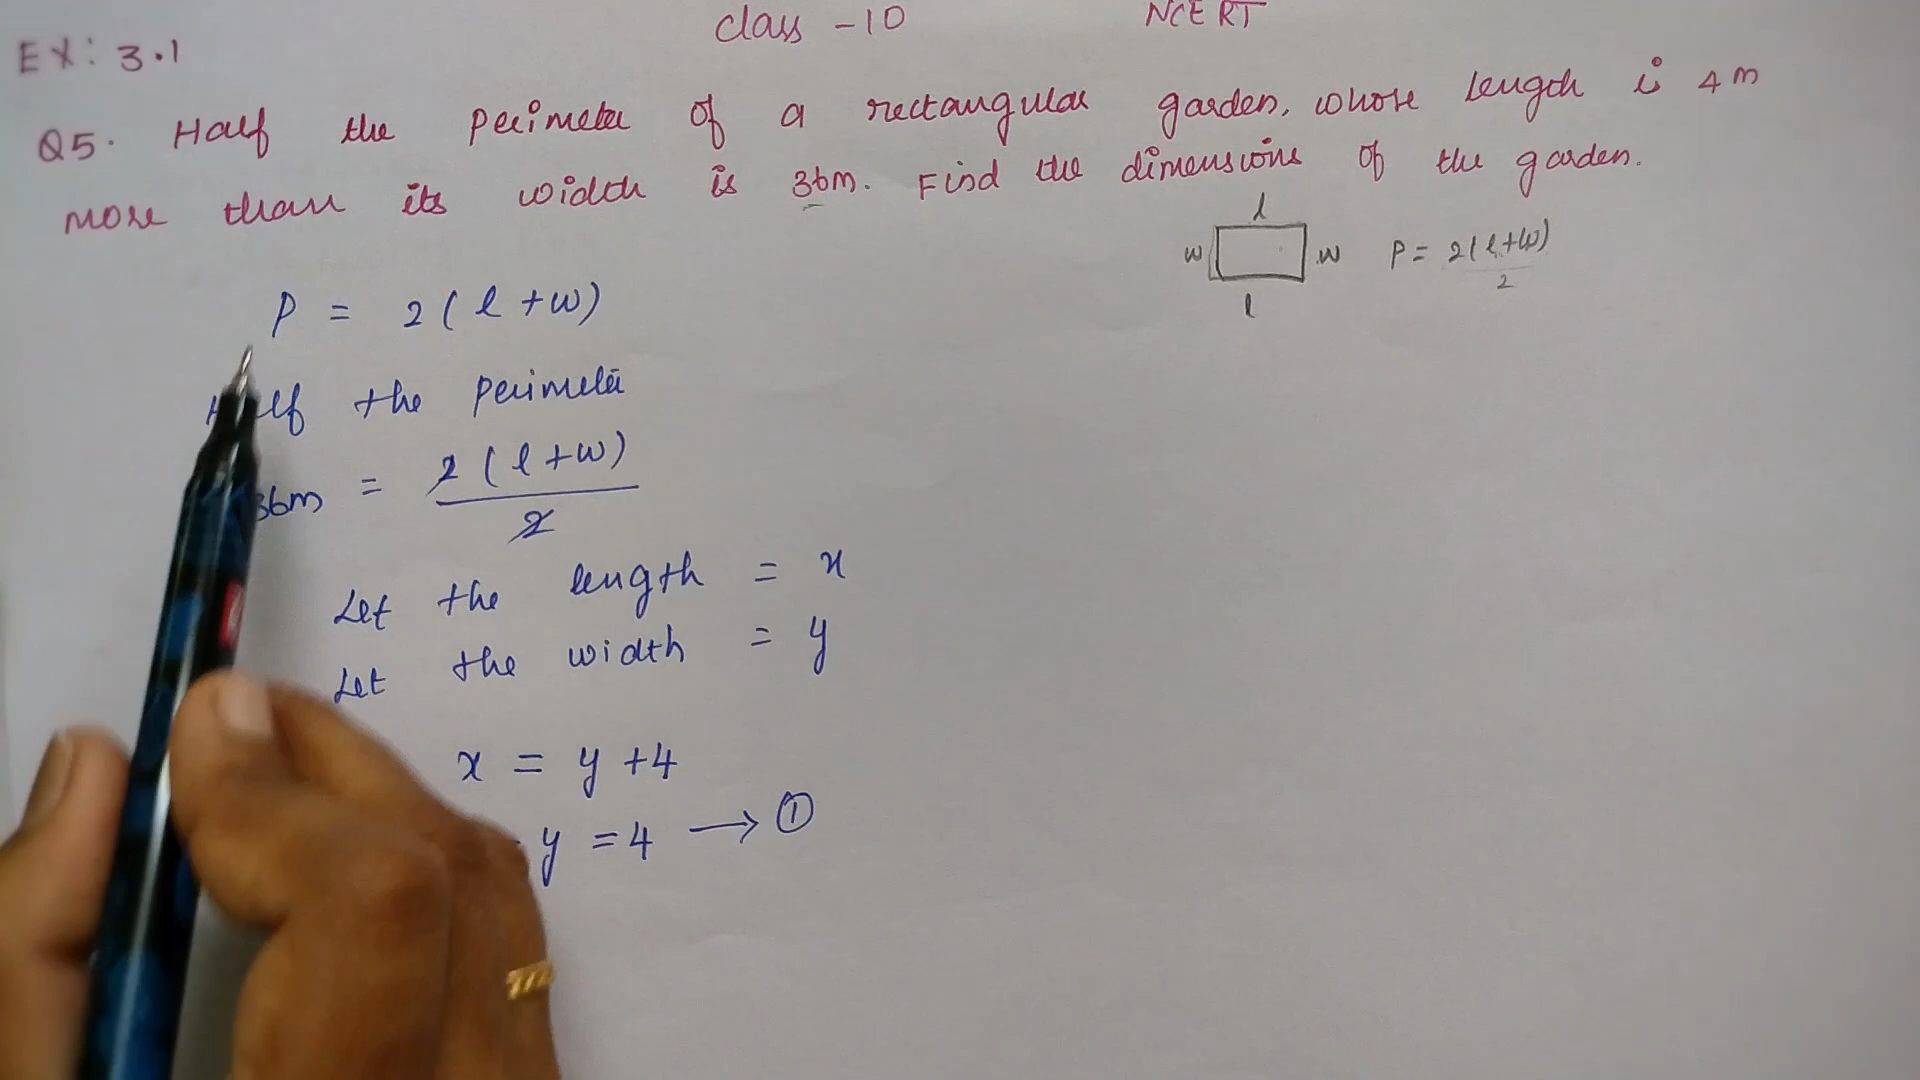 Class - 10 NCERT
EX: 3.1
Q5. Half the perimeter of a rectangular garden, whose length is 4m
more than its width is 36m. Find the dimensions of the garden.
l
w w P = 2(l+w)
2
l
P = 2(l+w)
Half the perimeter
36m = 2(l+w)
2
Let the length = x
Let the width = y
x = y+4
- y = 4 → ①